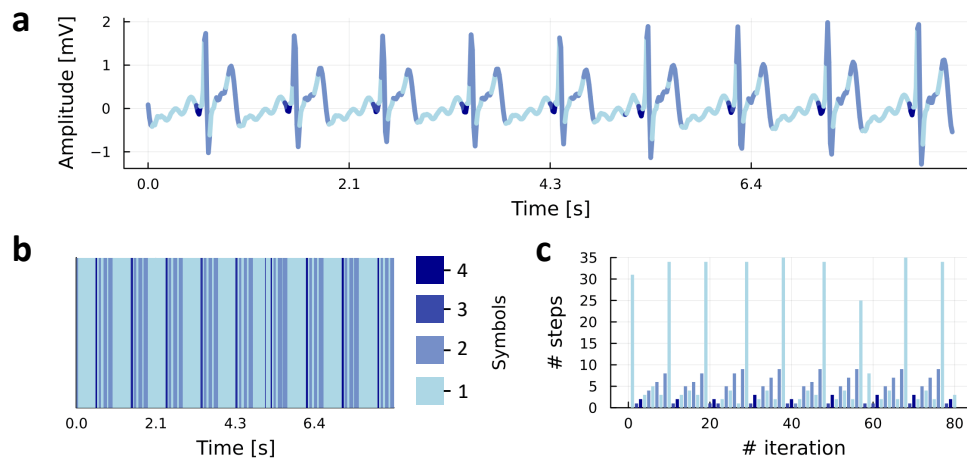 a
Amplitude [mV]
2
1
0
−1
0.0 2.1 4.3 6.4
Time [s]
b
0.0 2.1 4.3 6.4
Time [s]
4
3
2
1
Symbols
c
# steps
35
30
25
20
15
10
5
0
0 20 40 60 80
# iteration